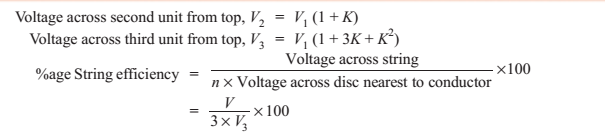 Voltage across second unit from top, V₂ = V₁ (1 + K)
Voltage across third unit from top, V₃ = V₁ (1 + 3K + K²)
%age String efficiency = Voltage across string / n × Voltage across disc nearest to conductor ×100
= V / 3 × V₃ ×100